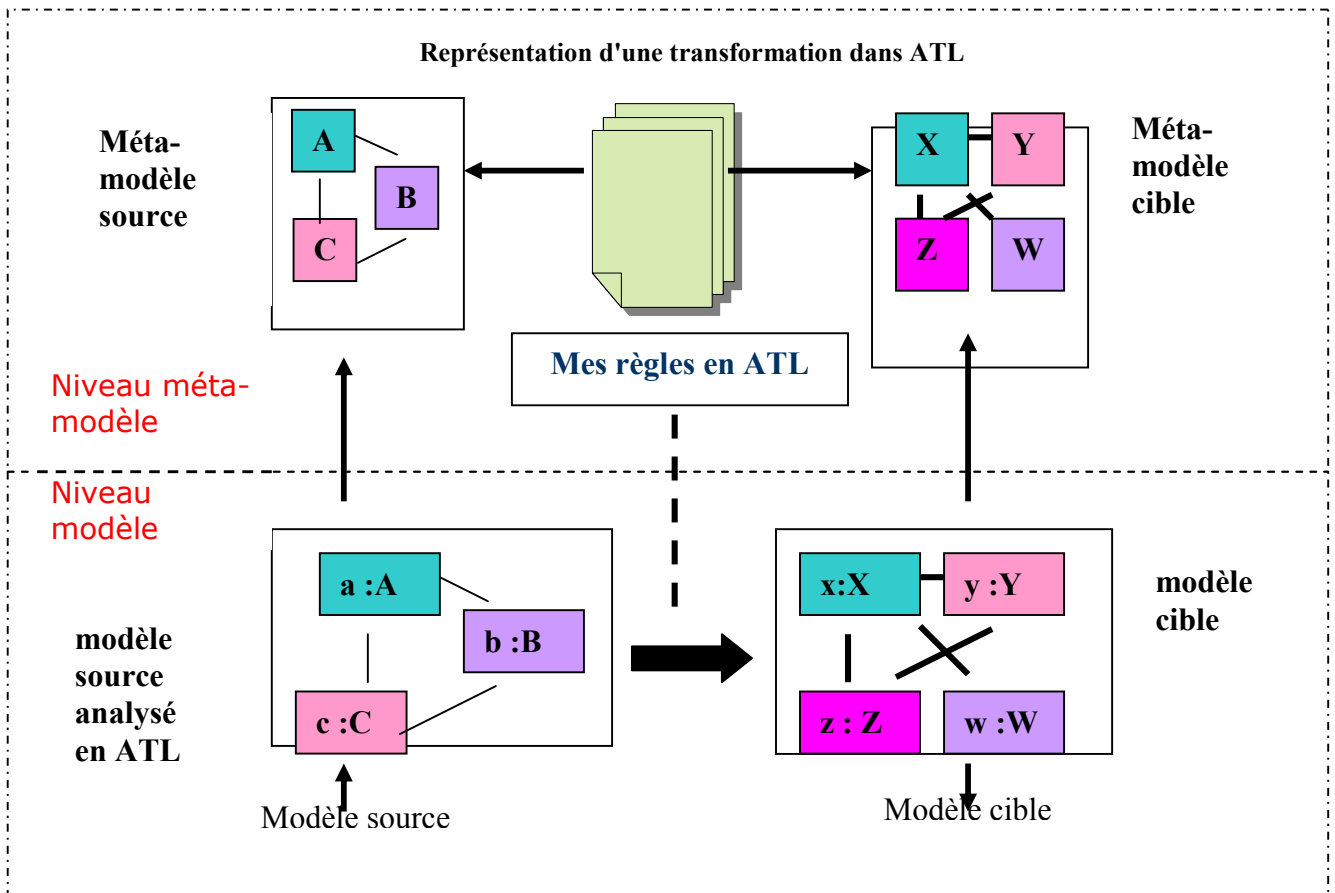 Représentation d'une transformation dans ATL
Méta-
modèle
source
A
B
C
X
Y
Z
W
Méta-
modèle
cible
Mes règles en ATL
Niveau méta-
modèle
Niveau
modèle
modèle
source
analysé
en ATL
a :A
b :B
c :C
x:X
y :Y
z : Z
w :W
modèle
cible
Modèle source
Modèle cible